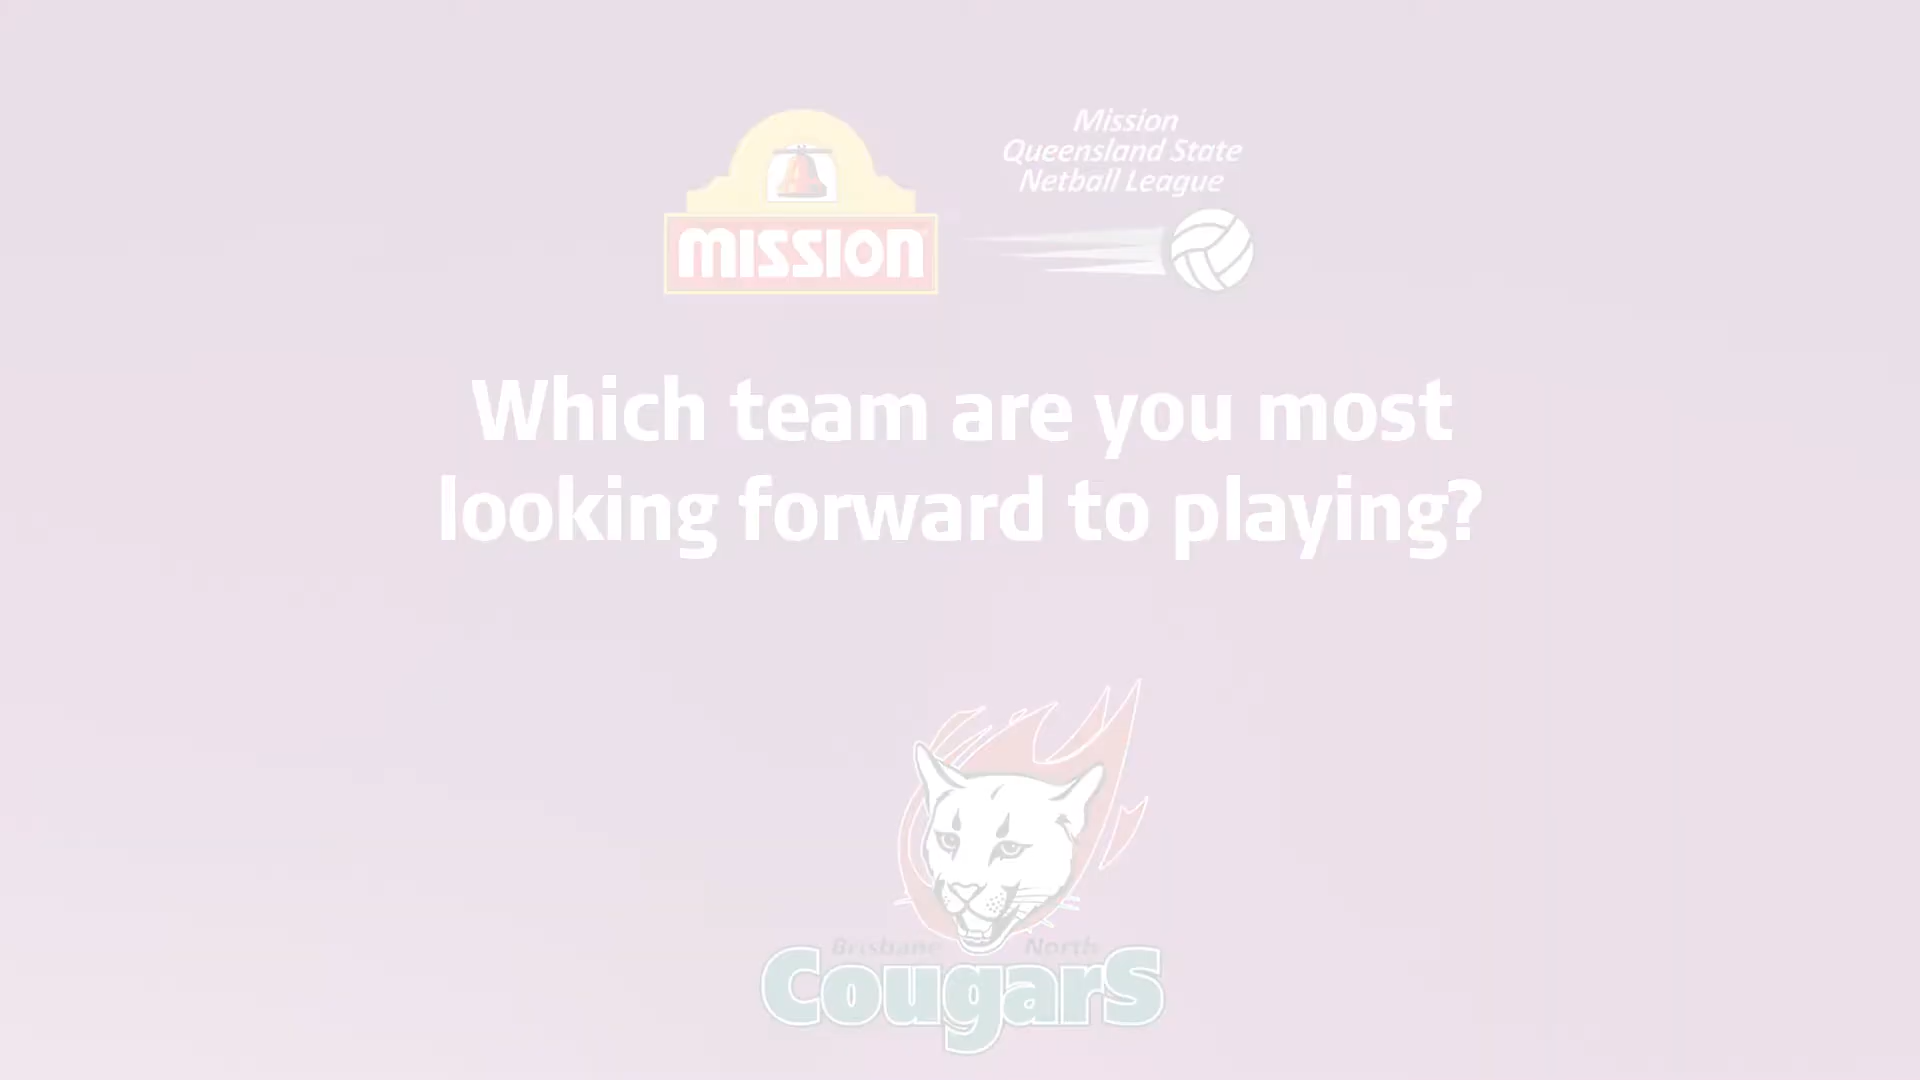 MISSION
Mission
Queensland State
Netball League
Which team are you most
looking forward to playing?
Brisbane North
CougarS